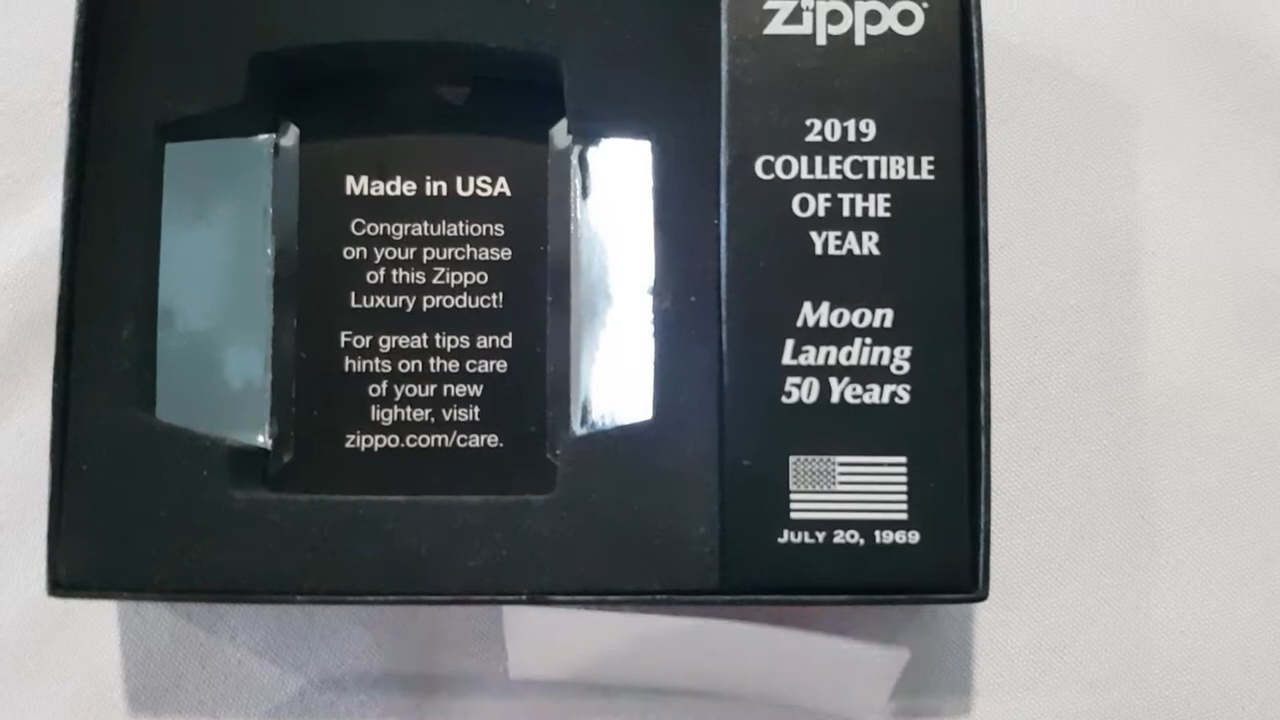 Made in USA
Congratulations
on your purchase
of this Zippo
Luxury product!
For great tips and
hints on the care
of your new
lighter, visit
zippo.com/care.
zippo
2019
COLLECTIBLE
OF THE
YEAR
Moon
Landing
50 Years
JULY 20, 1969